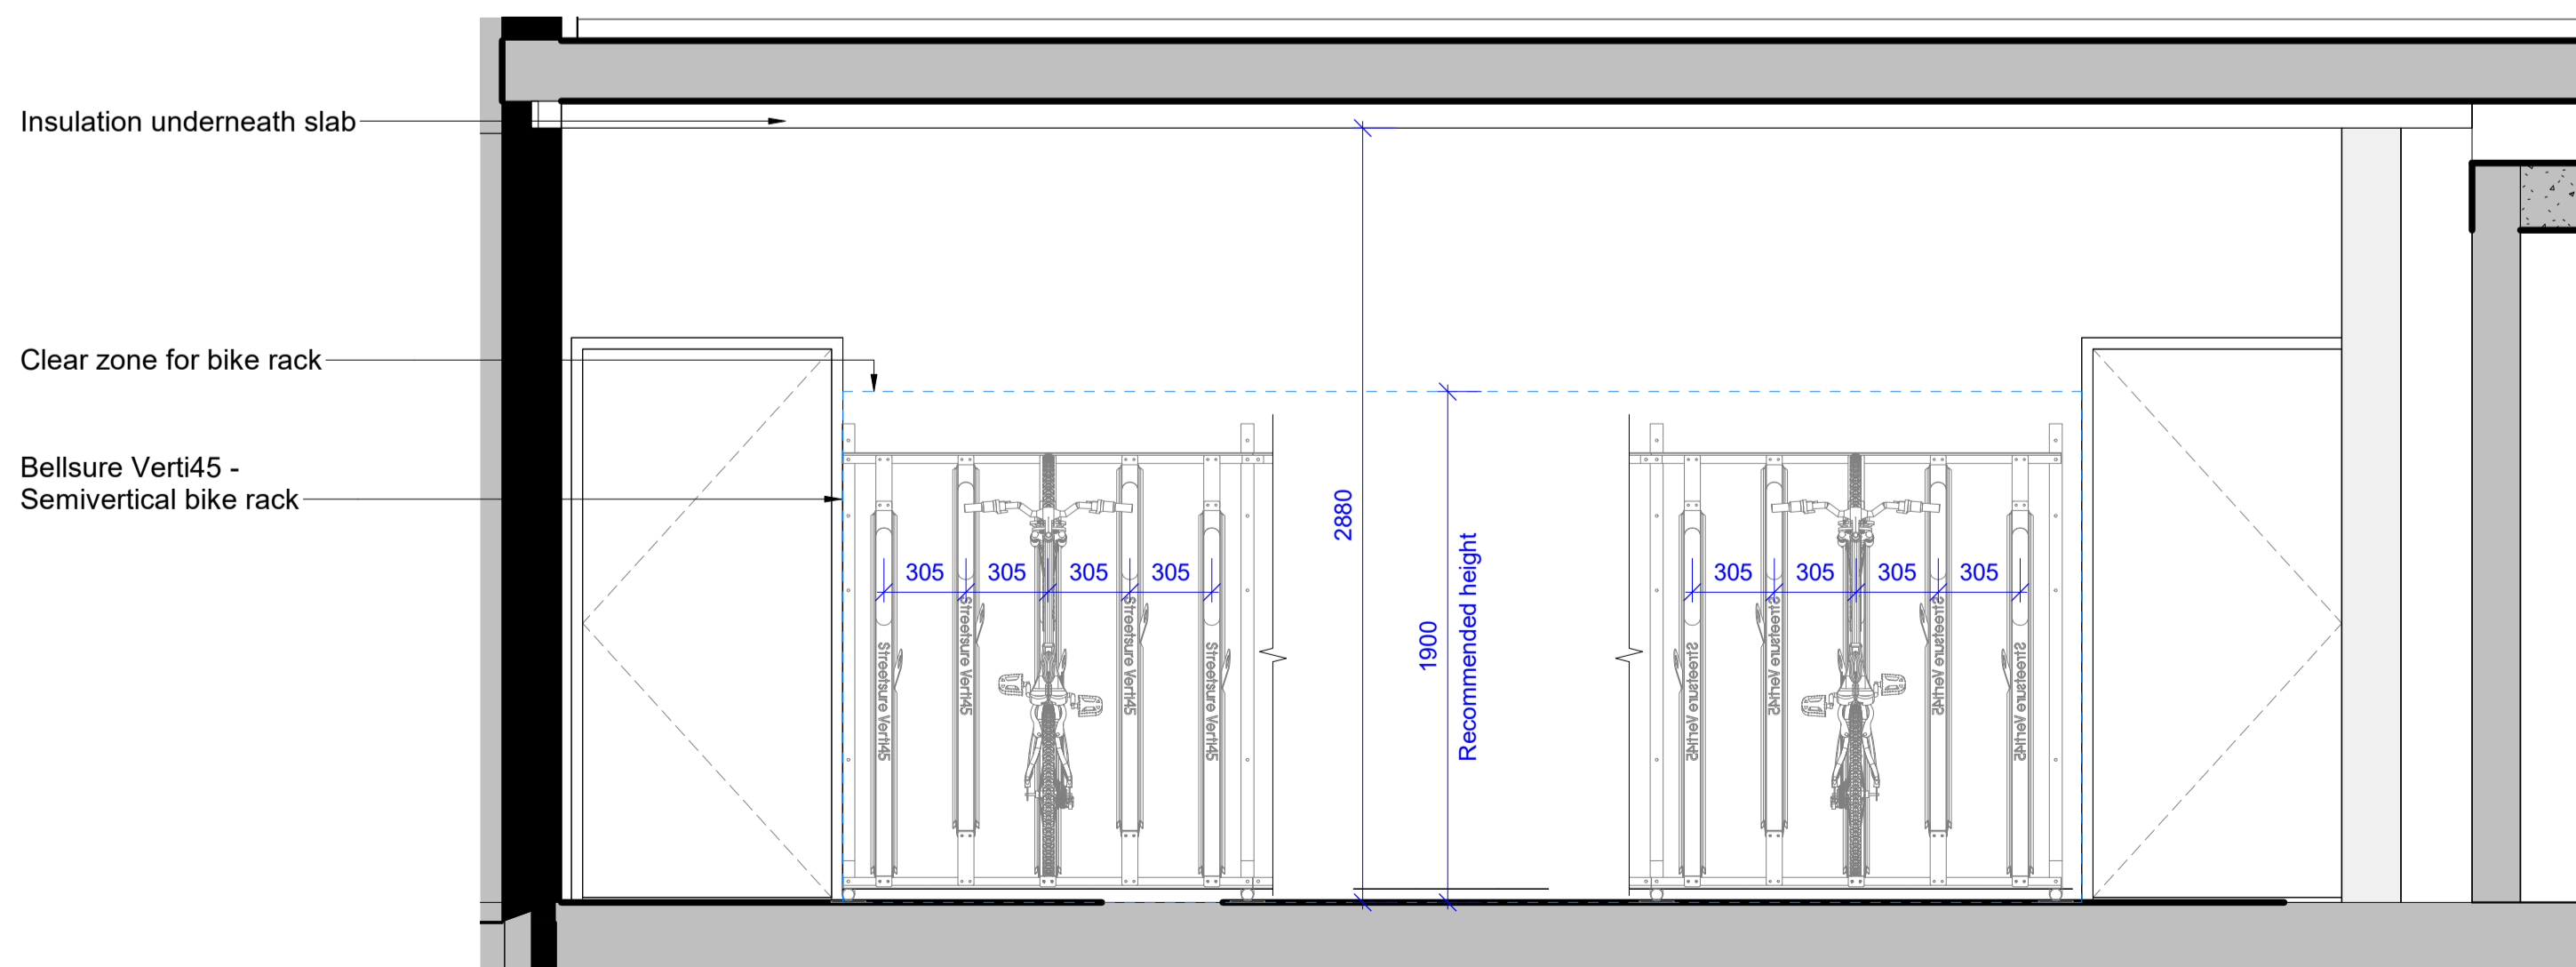 Insulation underneath slab
Clear zone for bike rack
Bellsure Verti45 -
Semivertical bike rack
2880
1900
Recommended height
305 305 305 305
305 305 305 305
Streetsure Verti45
Streetsure Verti45
Streetsure Verti45
Streetsure Verti45
Streetsure Verti45
Streetsure Verti45
Streetsure Verti45
Streetsure Verti45